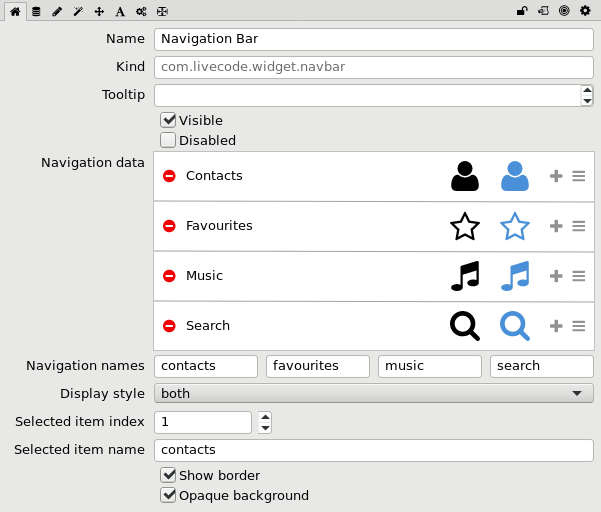 Name Navigation Bar
Kind com.livecode.widget.navbar
Tooltip
Visible
Disabled
Navigation data
Contacts
Favourites
Music
Search
Navigation names contacts favourites music search
Display style both
Selected item index 1
Selected item name contacts
Show border
Opaque background